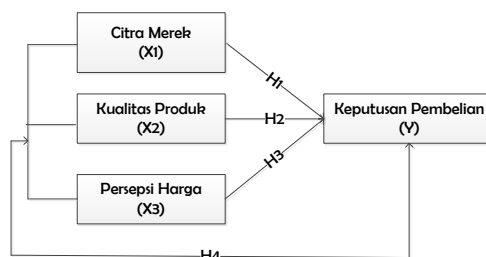 Citra Merek
(X1)
H1
Kualitas Produk
(X2)
H2
Keputusan Pembelian
(Y)
H3
Persepsi Harga
(X3)
H4